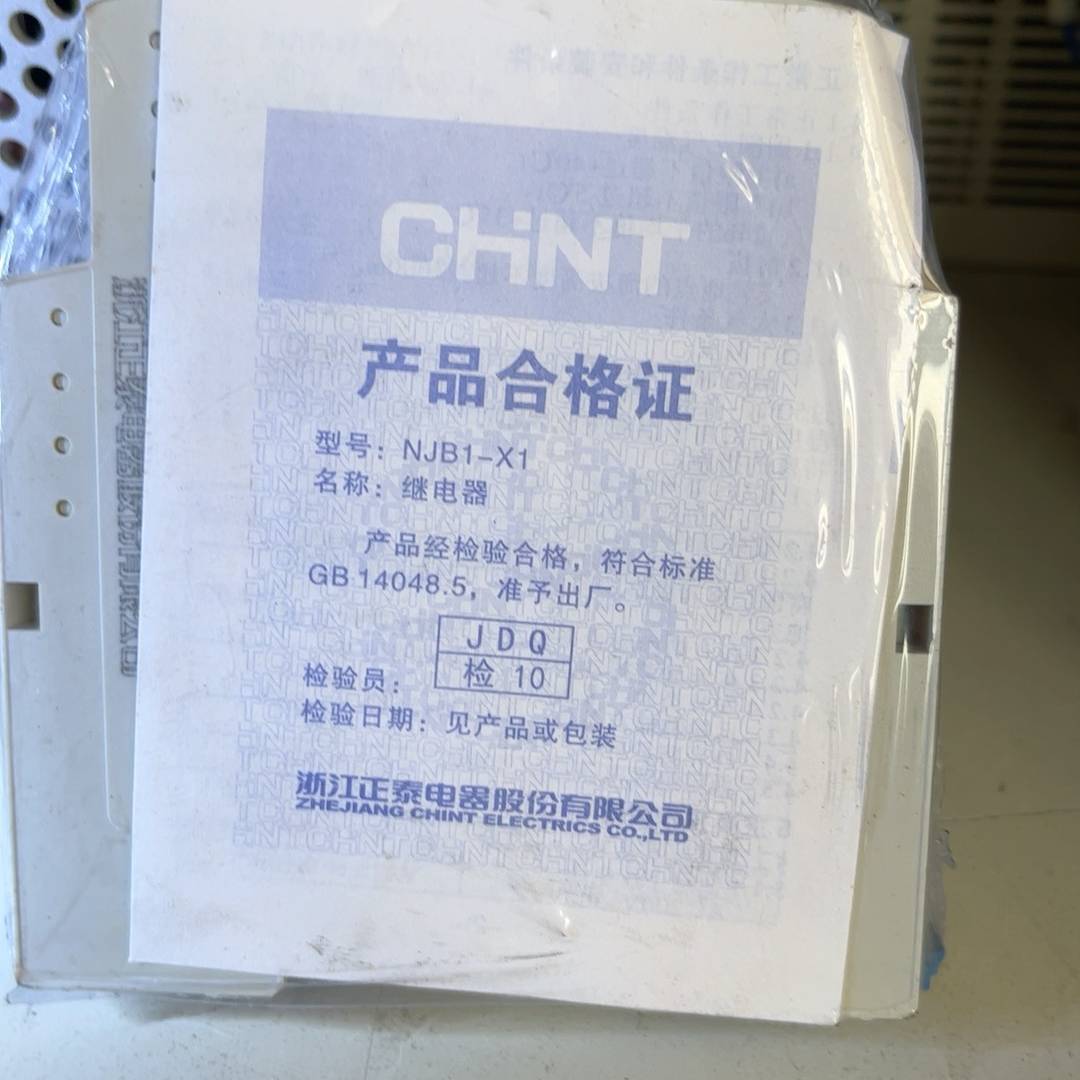 CHNT
产品合格证
型号：NJB1-X1
名称：继电器
产品经检验合格，符合标准
GB 14048.5，准予出厂。
检验员：
JDQ
检 10
检验日期：见产品或包装
浙江正泰电器股份有限公司
ZHEJIANG CHINT ELECTRICS CO.,LTD